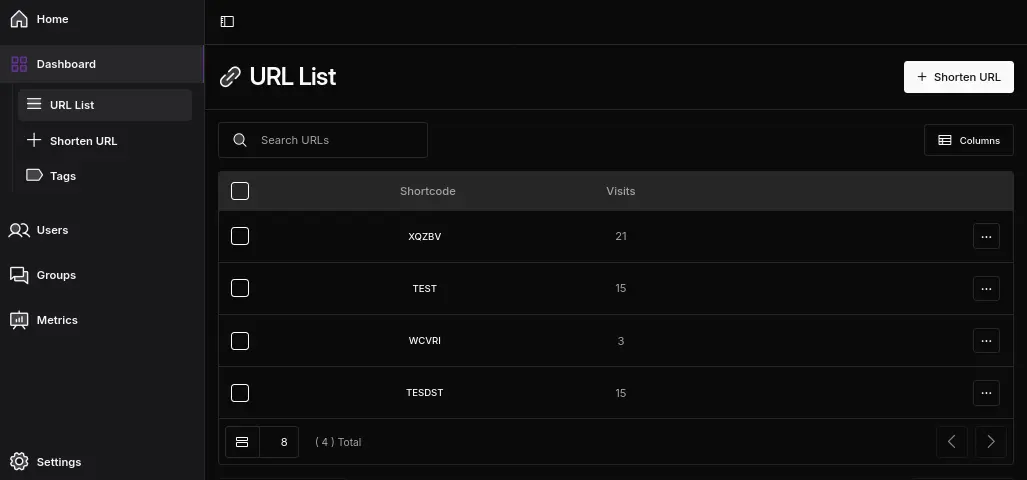 Home
Dashboard
URL List
Shorten URL
Tags
Users
Groups
Metrics
Settings
URL List
+ Shorten URL
Search URLs
Columns
Shortcode Visits
XQZBV 21 ...
TEST 15 ...
WCVRI 3 ...
TESDST 15 ...
8 ( 4 ) Total